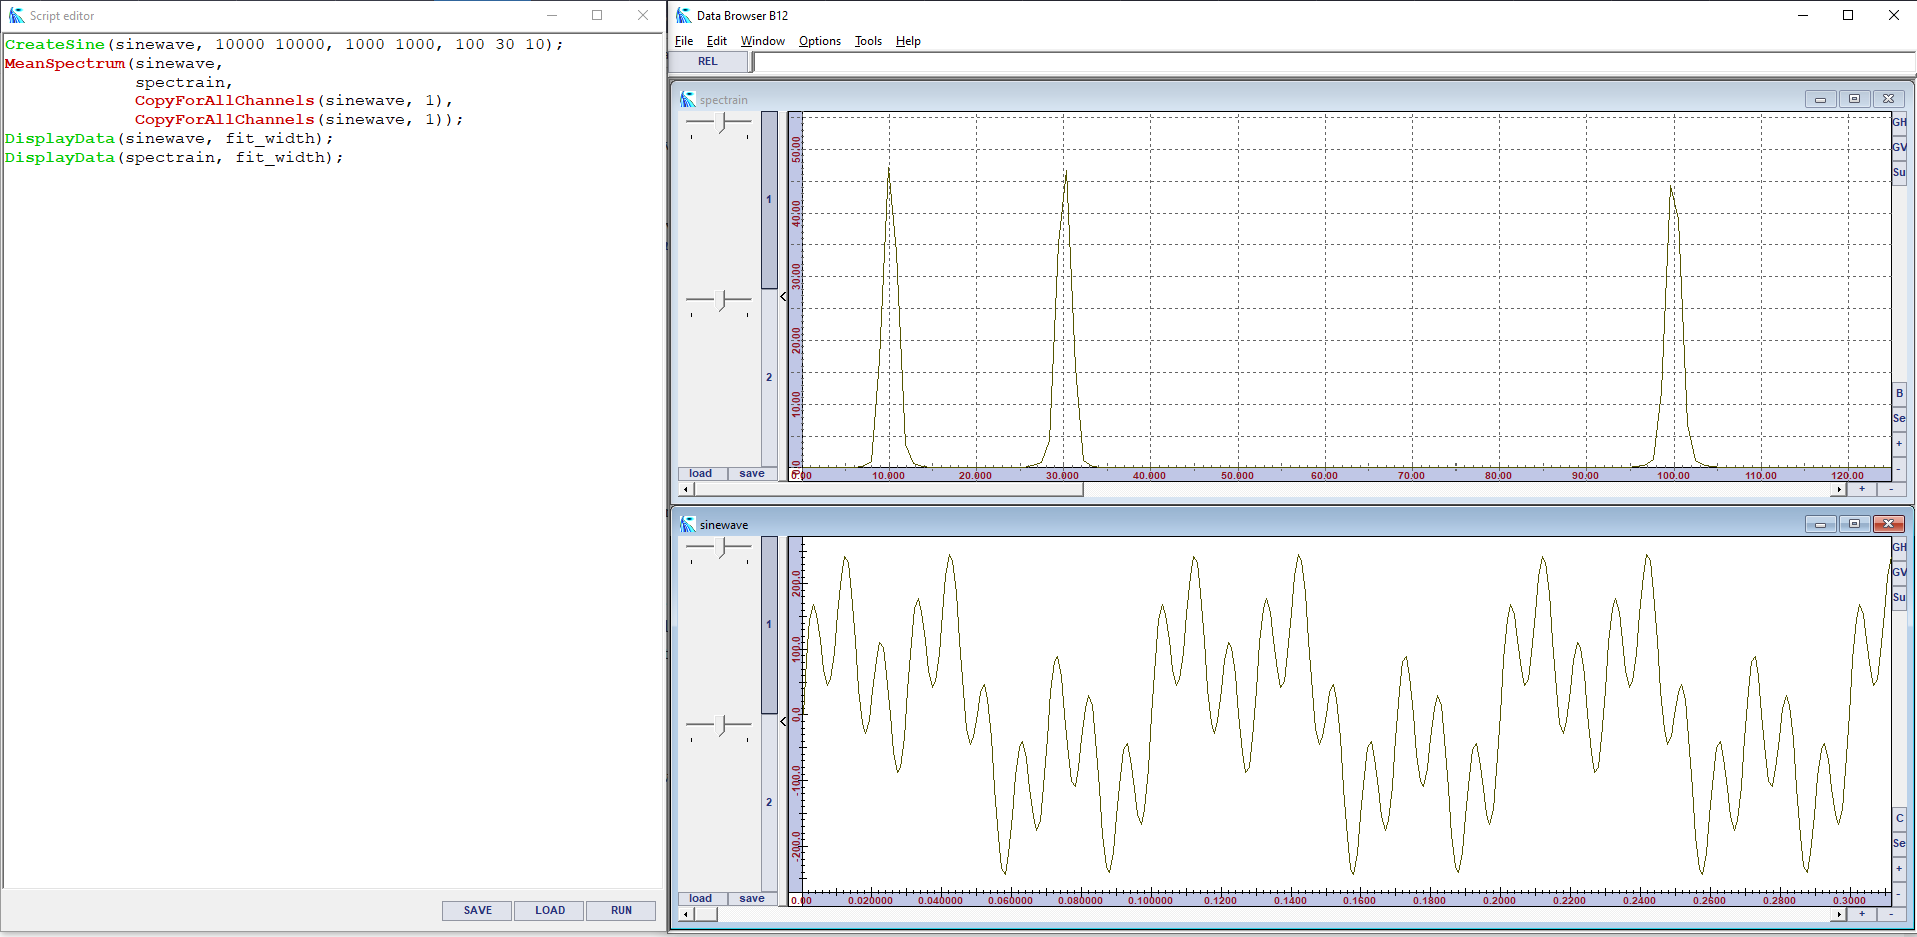 Script editor
CreateSine(sinewave, 10000 10000, 1000 1000, 100 30 10);
MeanSpectrum(sinewave,
spectrain,
CopyForAllChannels(sinewave, 1),
CopyForAllChannels(sinewave, 1));
DisplayData(sinewave, fit_width);
DisplayData(spectrain, fit_width);
SAVE LOAD RUN
Data Browser B12
File Edit Window Options Tools Help
REL
spectrain
1
2
load save
50.00
40.00
30.00
20.00
10.00
0.00 10.000 20.000 30.000 40.000 50.000 60.00 70.00 80.00 90.00 100.00 110.00 120.00
GH
GV
Su
B
Se
+
-
+ -
sinewave
1
2
load save
200.0
100.0
0.0
-100.0
-200.0
0.00 0.020000 0.040000 0.060000 0.080000 0.100000 0.1200 0.1400 0.1600 0.1800 0.2000 0.2200 0.2400 0.2600 0.2800 0.3000
GH
GV
Su
C
Se
+
-
+ -